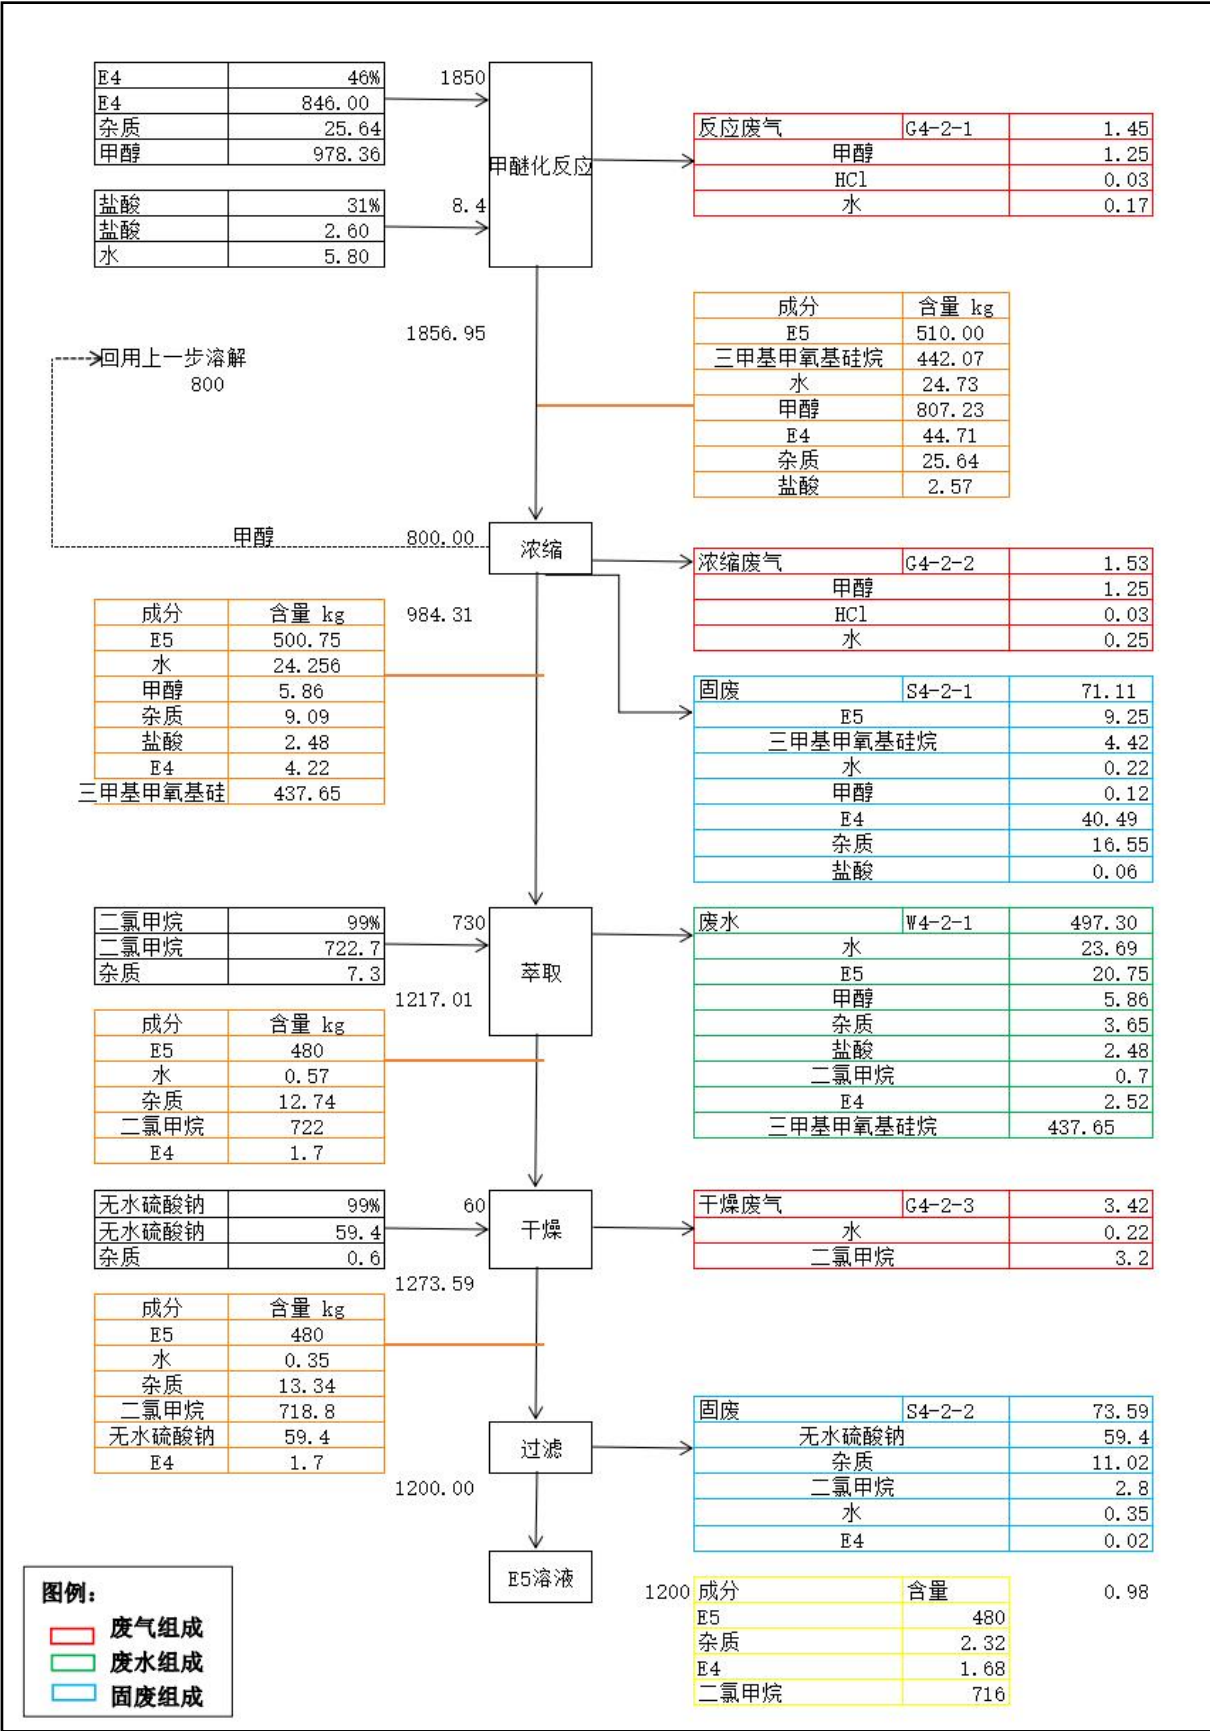 E4 46% 1850
E4 846.00
杂质 25.64
甲醇 978.36
盐酸 31% 8.4
盐酸 2.60
水 5.80
甲醚化反应
反应废气 G4-2-1 1.45
甲醇 1.25
HCl 0.03
水 0.17
1856.95
成分 含量 kg
E5 510.00
三甲基甲氧基硅烷 442.07
水 24.73
甲醇 807.23
E4 44.71
杂质 25.64
盐酸 2.57
回用上一步溶解
800
甲醇 800.00
浓缩
浓缩废气 G4-2-2 1.53
甲醇 1.25
HCl 0.03
水 0.25
984.31
成分 含量 kg
E5 500.75
水 24.256
甲醇 5.86
杂质 9.09
盐酸 2.48
E4 4.22
三甲基甲氧基硅 437.65
固废 S4-2-1 71.11
E5 9.25
三甲基甲氧基硅烷 4.42
水 0.22
甲醇 0.12
E4 40.49
杂质 16.55
盐酸 0.06
二氯甲烷 99% 730
二氯甲烷 722.7
杂质 7.3
萃取
废水 W4-2-1 497.30
水 23.69
E5 20.75
甲醇 5.86
杂质 3.65
盐酸 2.48
二氯甲烷 0.7
E4 2.52
三甲基甲氧基硅烷 437.65
1217.01
成分 含量 kg
E5 480
水 0.57
杂质 12.74
二氯甲烷 722
E4 1.7
无水硫酸钠 99% 60
无水硫酸钠 59.4
杂质 0.6
干燥
干燥废气 G4-2-3 3.42
水 0.22
二氯甲烷 3.2
1273.59
成分 含量 kg
E5 480
水 0.35
杂质 13.34
二氯甲烷 718.8
无水硫酸钠 59.4
E4 1.7
过滤
固废 S4-2-2 73.59
无水硫酸钠 59.4
杂质 11.02
二氯甲烷 2.8
水 0.35
E4 0.02
1200.00
E5溶液
1200 成分 含量 0.98
E5 480
杂质 2.32
E4 1.68
二氯甲烷 716
图例：
废气组成
废水组成
固废组成